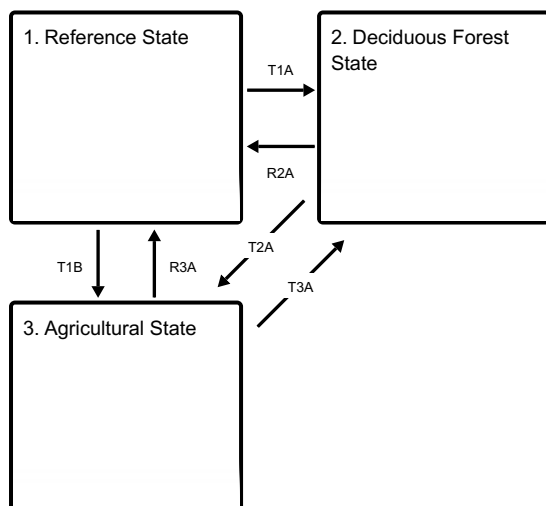 1. Reference State
2. Deciduous Forest
State
T1A
R2A
T1B
R3A
T2A
T3A
3. Agricultural State